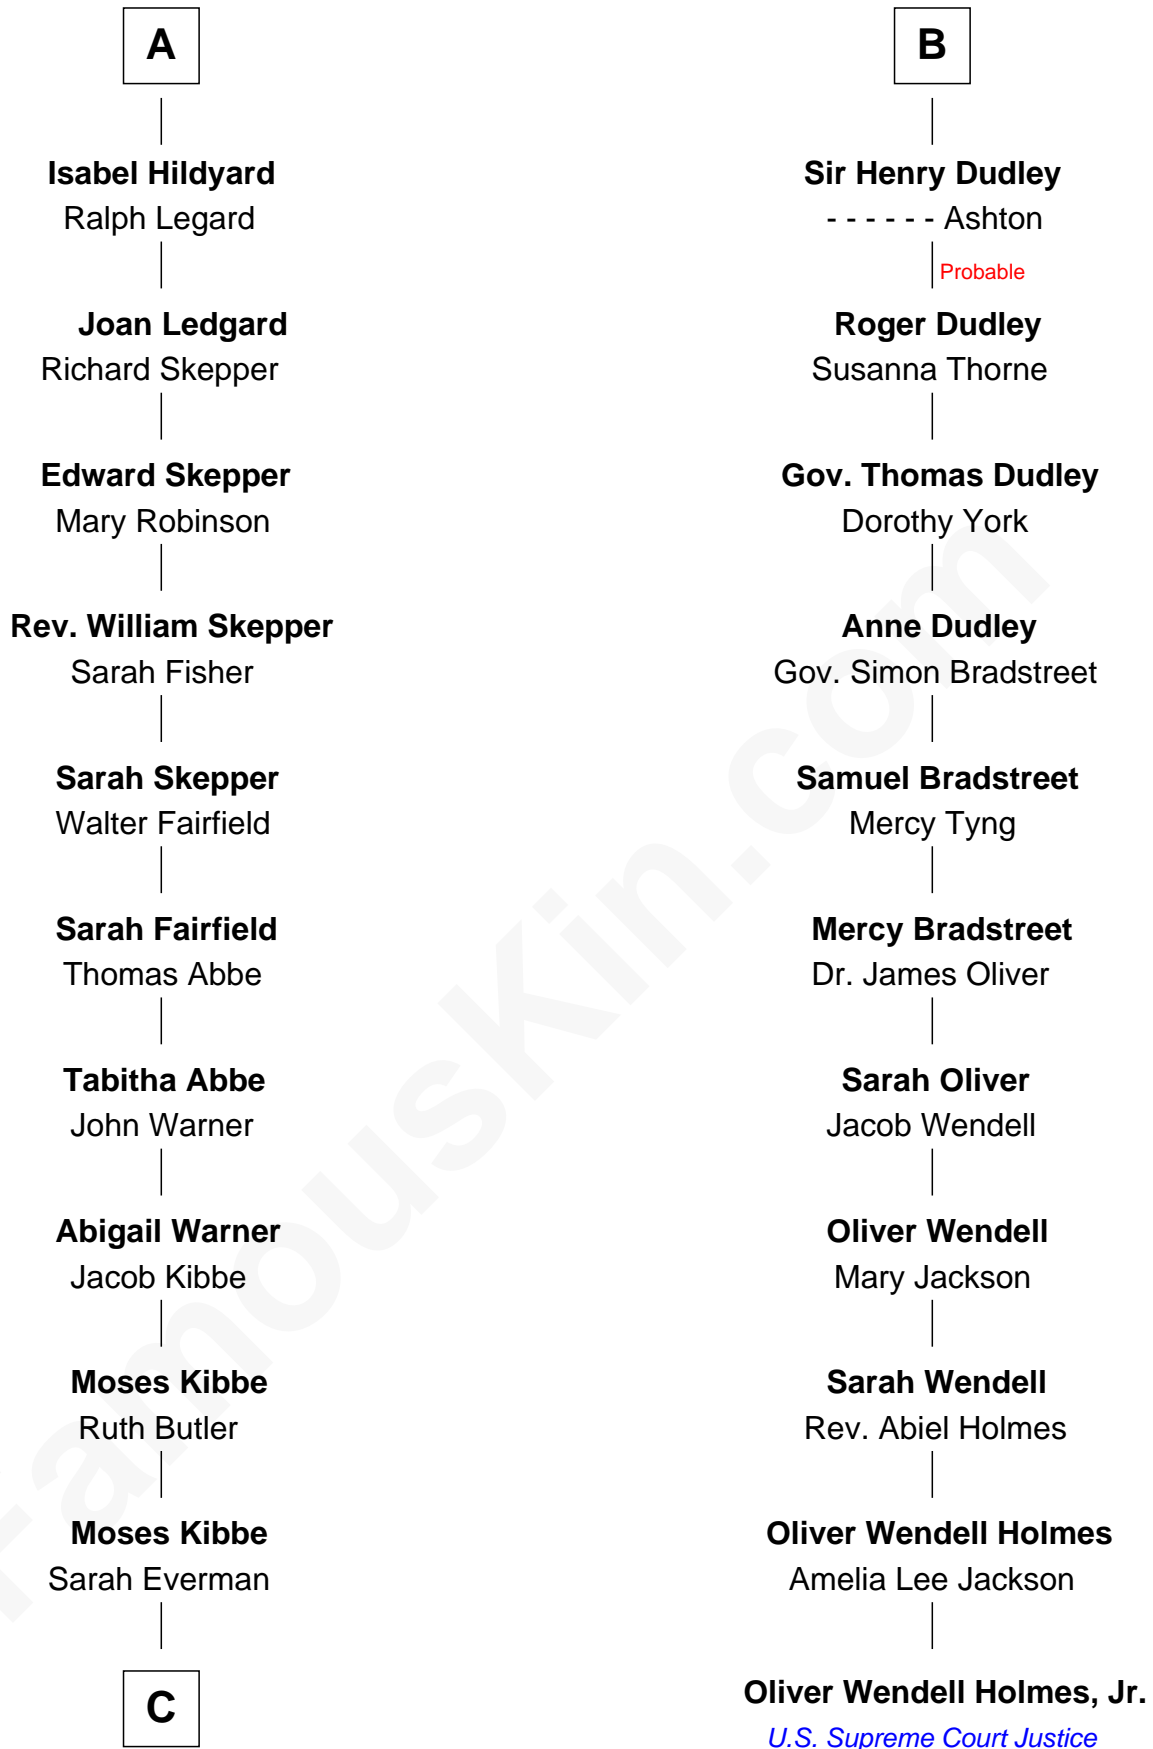 A
Isabel Hildyard
Ralph Legard
Joan Ledgard
Richard Skepper
Edward Skepper
Mary Robinson
Rev. William Skepper
Sarah Fisher
Sarah Skepper
Walter Fairfield
Sarah Fairfield
Thomas Abbe
Tabitha Abbe
John Warner
Abigail Warner
Jacob Kibbe
Moses Kibbe
Ruth Butler
Moses Kibbe
Sarah Everman
C
B
Sir Henry Dudley
- - - - - - Ashton
Probable
Roger Dudley
Susanna Thorne
Gov. Thomas Dudley
Dorothy York
Anne Dudley
Gov. Simon Bradstreet
Samuel Bradstreet
Mercy Tyng
Mercy Bradstreet
Dr. James Oliver
Sarah Oliver
Jacob Wendell
Oliver Wendell
Mary Jackson
Sarah Wendell
Rev. Abiel Holmes
Oliver Wendell Holmes
Amelia Lee Jackson
Oliver Wendell Holmes, Jr.
U.S. Supreme Court Justice
FamousKin.com